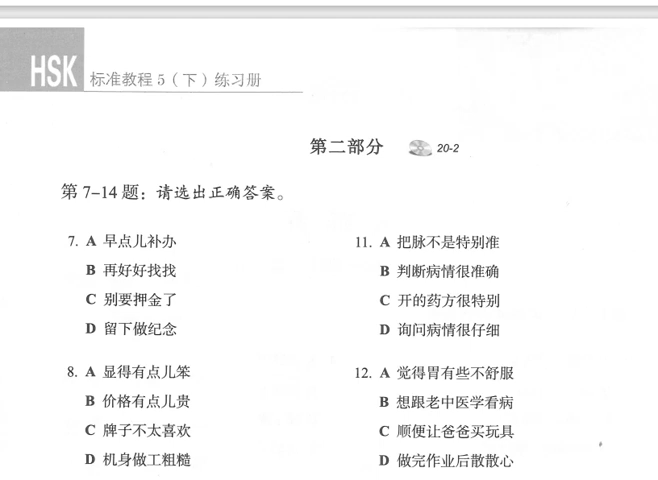 HSK 标准教程 5（下）练习册
第二部分 20-2
第 7-14 题：请选出正确答案。
7. A 早点儿补办
B 再好好找找
C 别要押金了
D 留下做纪念
8. A 显得有点儿笨
B 价格有点儿贵
C 牌子不太喜欢
D 机身做工粗糙
11. A 把脉不是特别准
B 判断病情很准确
C 开的药方很特别
D 询问病情很仔细
12. A 觉得胃有些不舒服
B 想跟老中医学看病
C 顺便让爸爸买玩具
D 做完作业后散散心